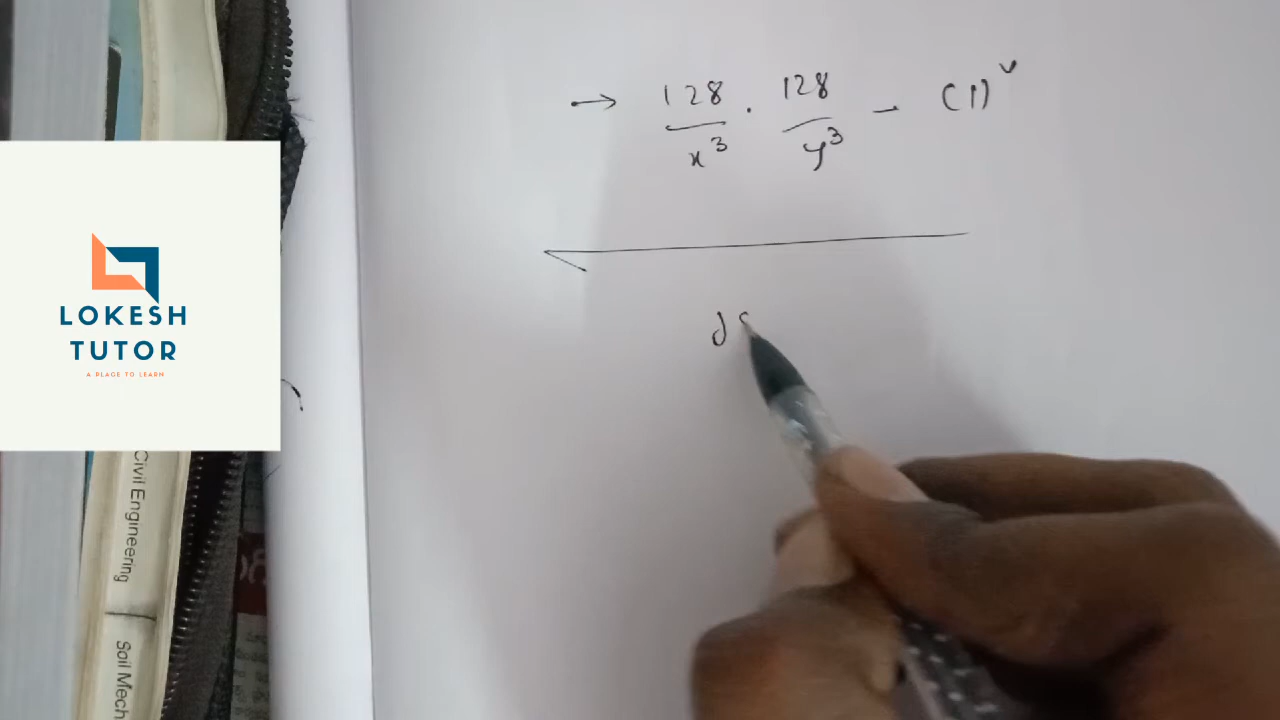 → 128/x³ · 128/y³ - (1)²
LOKESH
TUTOR
A PLACE TO LEARN
Civil Engineering
Soil Mech